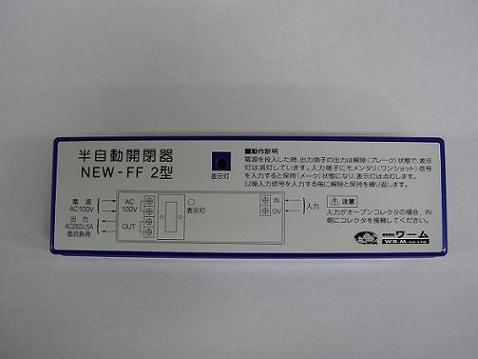 半自動開閉器
NEW-FF 2型
表示灯
■動作説明
電源を投入した時、出力端子の出力は解除(ブレーク)状態で、表示
灯は消灯しています。入力端子にモメンタリ(ワンショット)信号
を入力すると保持(メーク)状態になり、表示灯は点灯します。
以後入力信号を入力する毎に解除と保持を繰り返します。
電源
AC100V
出力
AC250V,5A
抵抗負荷
AC
100V
OUT
表示灯
IN
OV
入力
⚠ 注意
入力がオープンコレクタの場合、IN
側にコレクタを接続してください。
株式会社 ワーム
W.R.M.CO.,LTD.